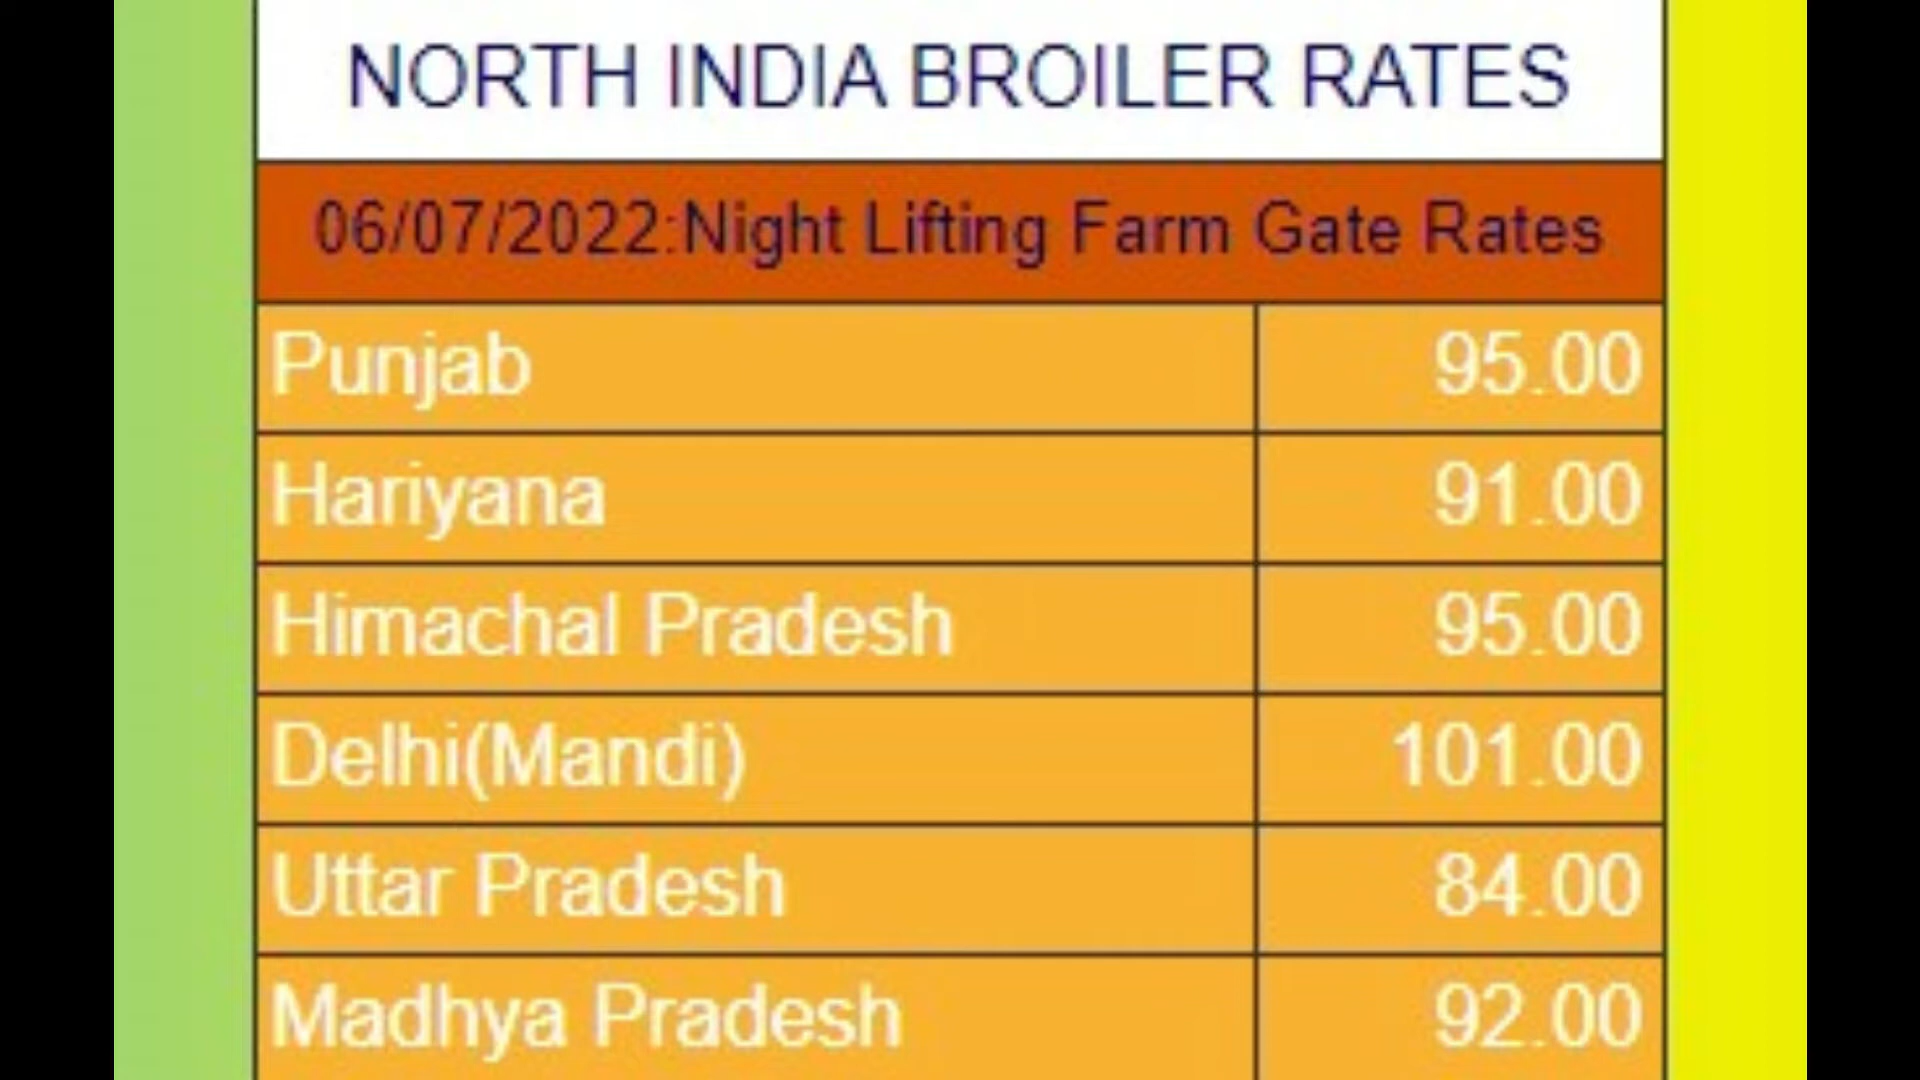 NORTH INDIA BROILER RATES
06/07/2022:Night Lifting Farm Gate Rates
Punjab 95.00
Hariyana 91.00
Himachal Pradesh 95.00
Delhi(Mandi) 101.00
Uttar Pradesh 84.00
Madhya Pradesh 92.00